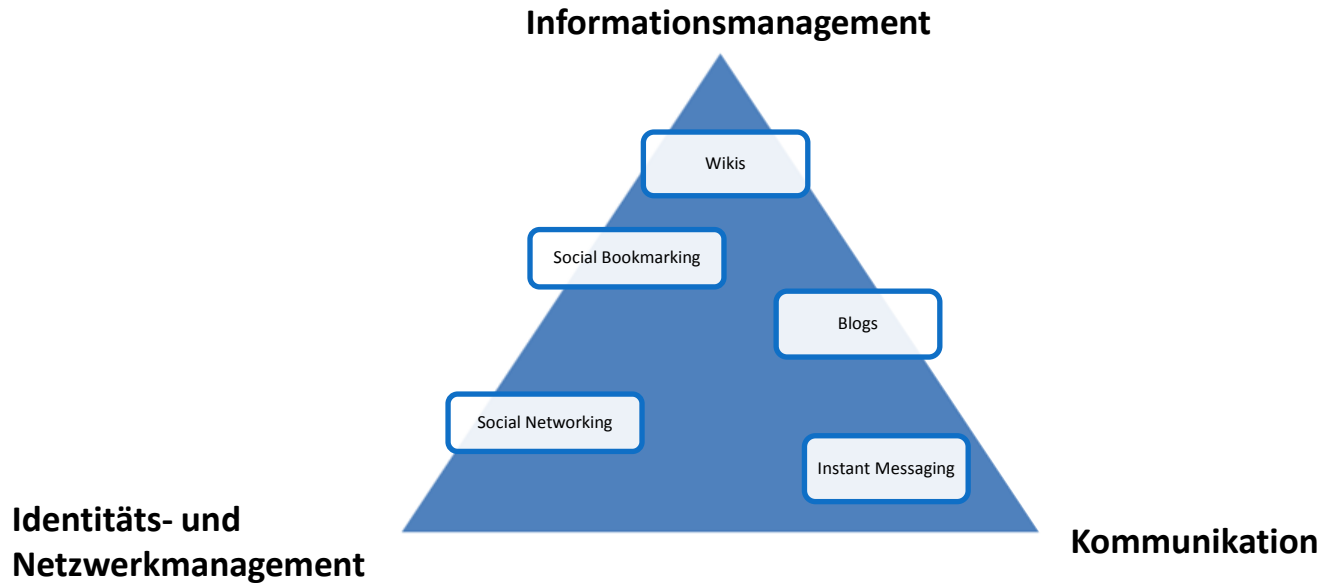 Informationsmanagement
Wikis
Social Bookmarking
Blogs
Social Networking
Instant Messaging
Identitäts- und
Netzwerkmanagement
Kommunikation